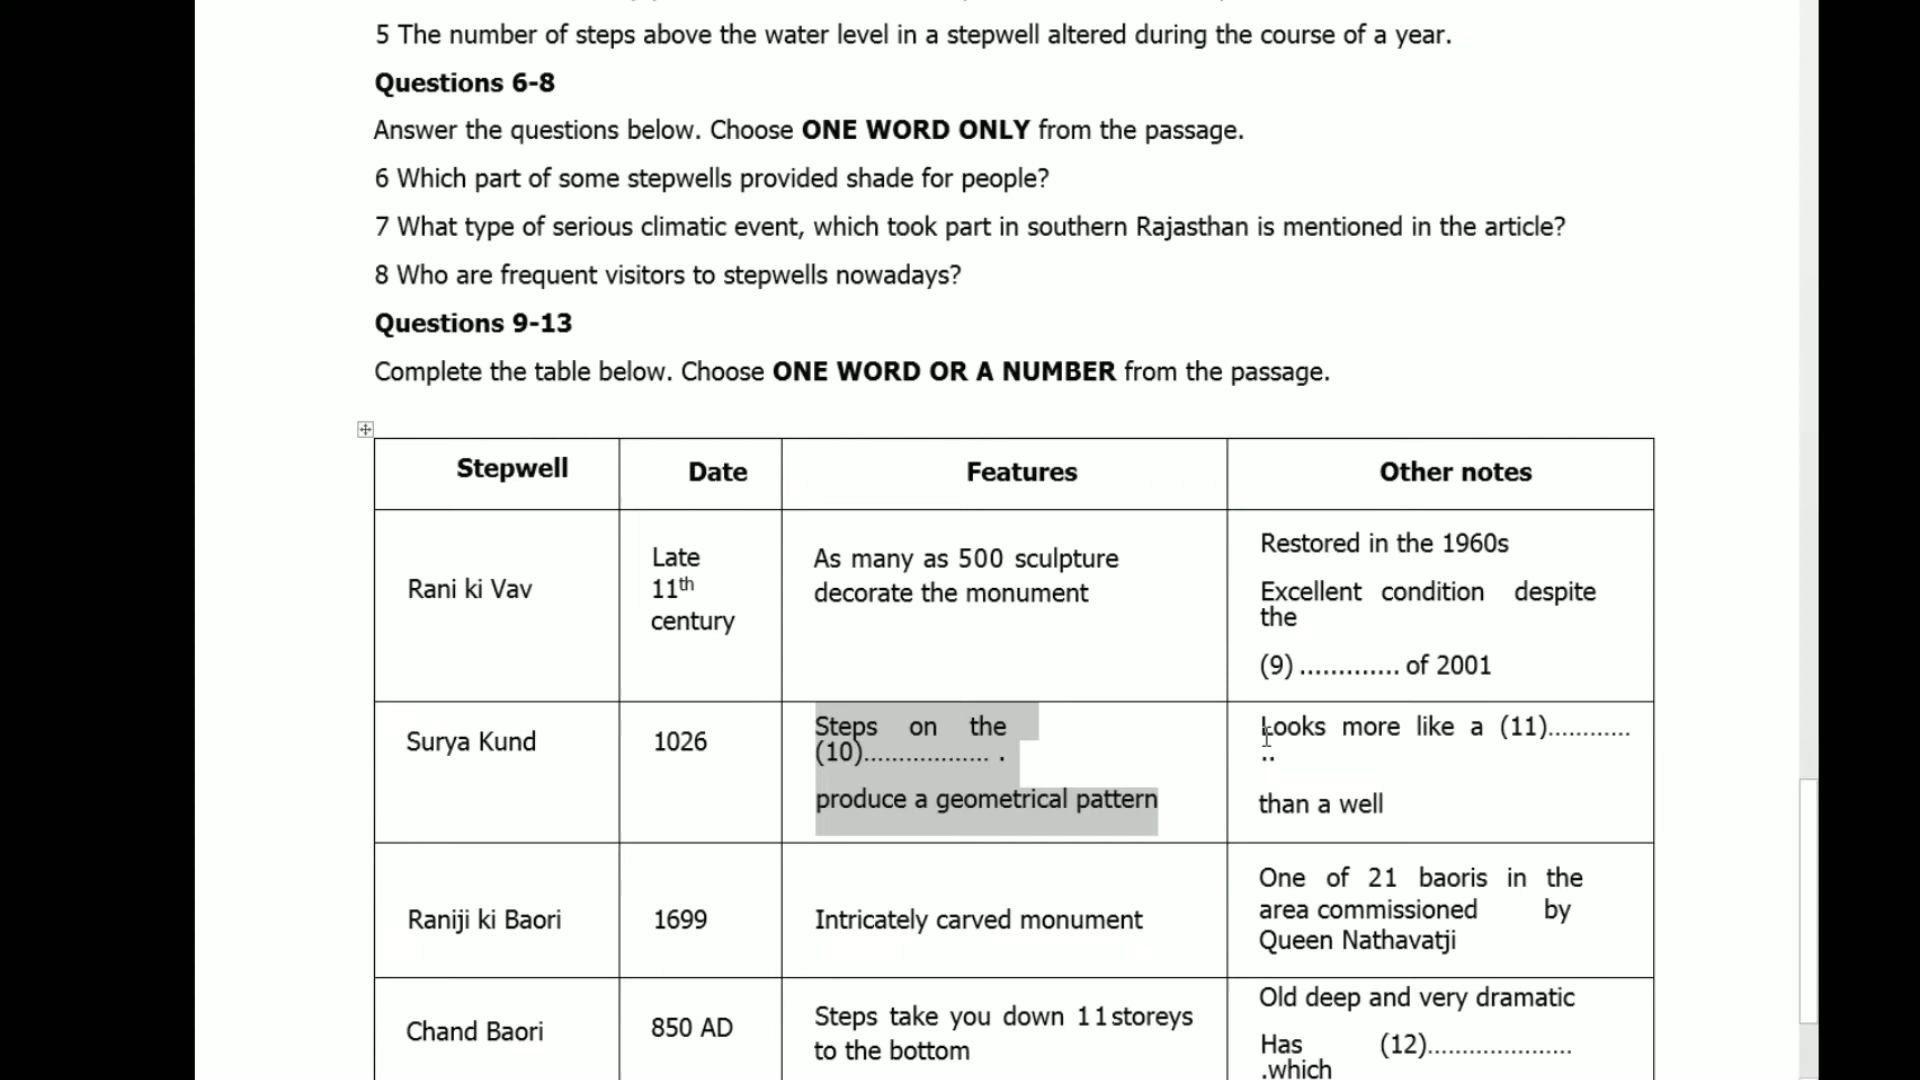 5 The number of steps above the water level in a stepwell altered during the course of a year.
Questions 6-8
Answer the questions below. Choose ONE WORD ONLY from the passage.
6 Which part of some stepwells provided shade for people?
7 What type of serious climatic event, which took part in southern Rajasthan is mentioned in the article?
8 Who are frequent visitors to stepwells nowadays?
Questions 9-13
Complete the table below. Choose ONE WORD OR A NUMBER from the passage.
Stepwell Date Features Other notes
Rani ki Vav
Late
11th
century
As many as 500 sculpture
decorate the monument
Restored in the 1960s
Excellent condition despite
the
(9) ............. of 2001
Surya Kund
1026
Steps on the
(10).................. .
produce a geometrical pattern
Looks more like a (11)............
..
than a well
Raniji ki Baori
1699
Intricately carved monument
One of 21 baoris in the
area commissioned by
Queen Nathavatji
Chand Baori
850 AD
Steps take you down 11storeys
to the bottom
Old deep and very dramatic
Has (12).....................
.which